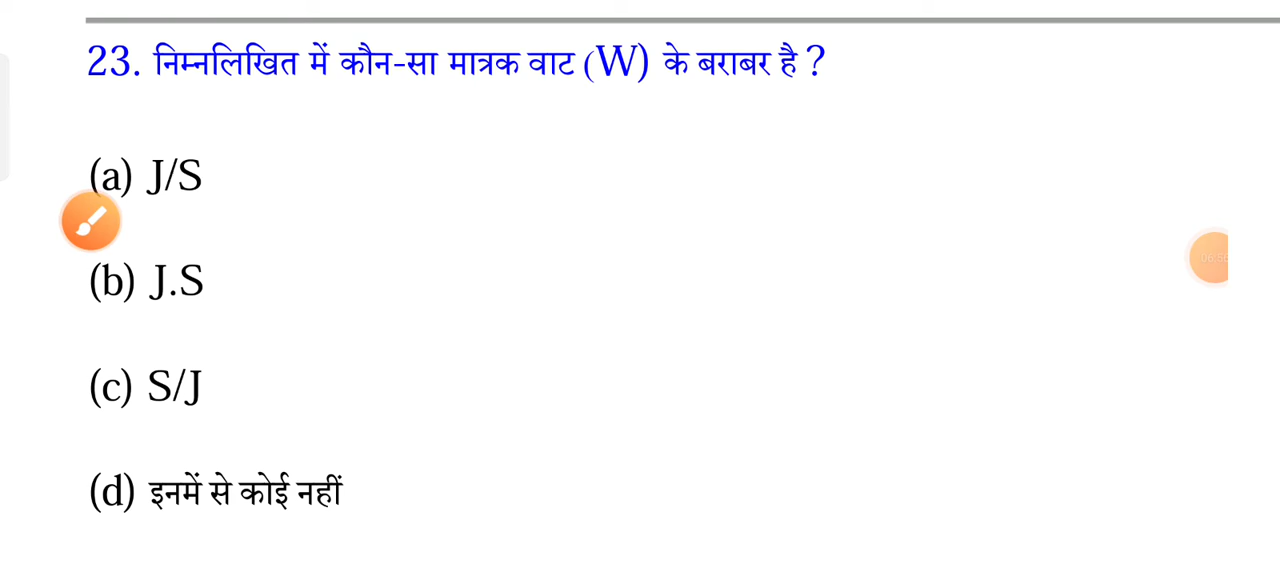 23. निम्नलिखित में कौन-सा मात्रक वाट (W) के बराबर है ?
(a) J/S
(b) J.S
(c) S/J
(d) इनमें से कोई नहीं